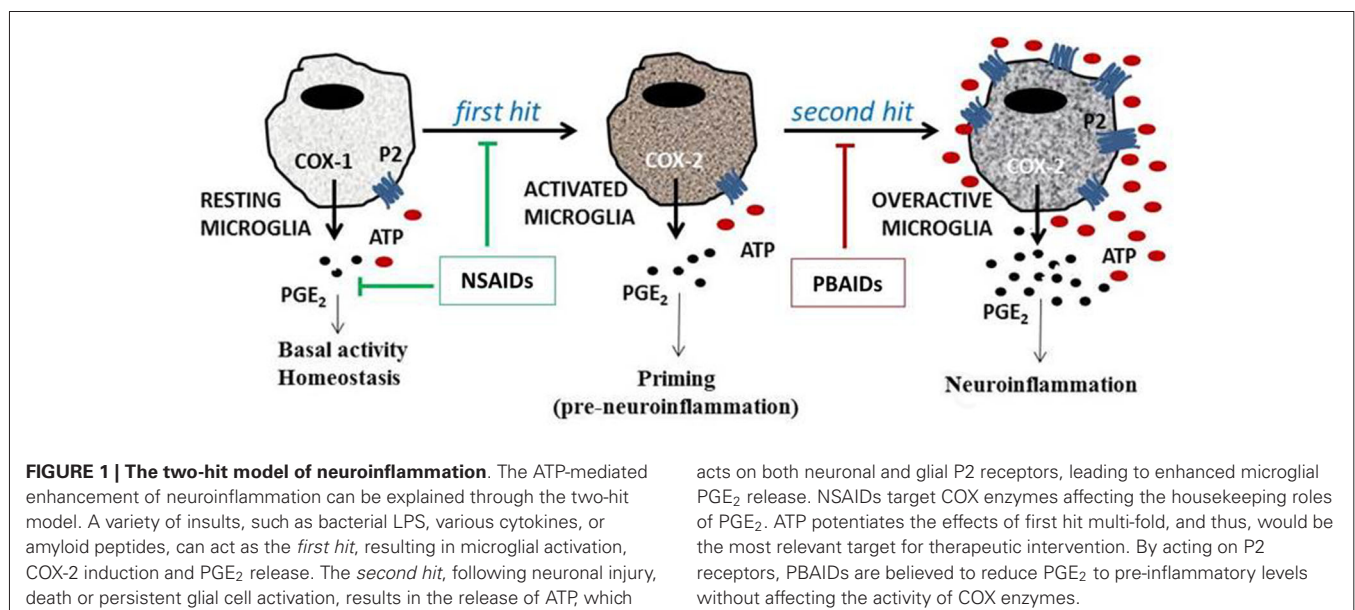 first hit
second hit
COX-1
P2
COX-2
P2
COX-2
RESTING
MICROGLIA
ACTIVATED
MICROGLIA
OVERACTIVE
MICROGLIA
ATP
ATP
ATP
NSAIDs
PBAIDs
PGE₂
PGE₂
PGE₂
Basal activity
Homeostasis
Priming
(pre-neuroinflammation)
Neuroinflammation
FIGURE 1 | The two-hit model of neuroinflammation. The ATP-mediated
enhancement of neuroinflammation can be explained through the two-hit
model. A variety of insults, such as bacterial LPS, various cytokines, or
amyloid peptides, can act as the first hit, resulting in microglial activation,
COX-2 induction and PGE₂ release. The second hit, following neuronal injury,
death or persistent glial cell activation, results in the release of ATP, which
acts on both neuronal and glial P2 receptors, leading to enhanced microglial
PGE₂ release. NSAIDs target COX enzymes affecting the housekeeping roles
of PGE₂. ATP potentiates the effects of first hit multi-fold, and thus, would be
the most relevant target for therapeutic intervention. By acting on P2
receptors, PBAIDs are believed to reduce PGE₂ to pre-inflammatory levels
without affecting the activity of COX enzymes.